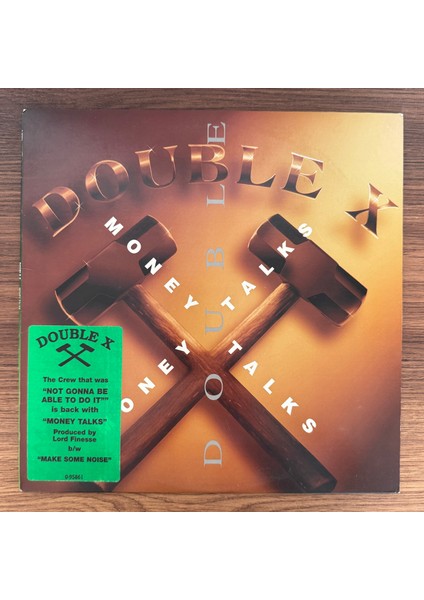 DOUBLE X
DOUBLE
MONEY TALKS
ONEY TALKS
DOUBLE X
The Crew that was
"NOT GONNA BE
ABLE TO DO IT""
is back with
"MONEY TALKS"
Produced by
Lord Finesse
b/w
"MAKE SOME NOISE"